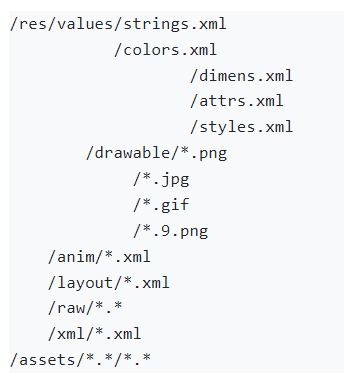 /res/values/strings.xml
/colors.xml
/dimens.xml
/attrs.xml
/styles.xml
/drawable/*.png
/*.jpg
/*.gif
/*.9.png
/anim/*.xml
/layout/*.xml
/raw/*.*
/xml/*.xml
/assets/*.*/*.*